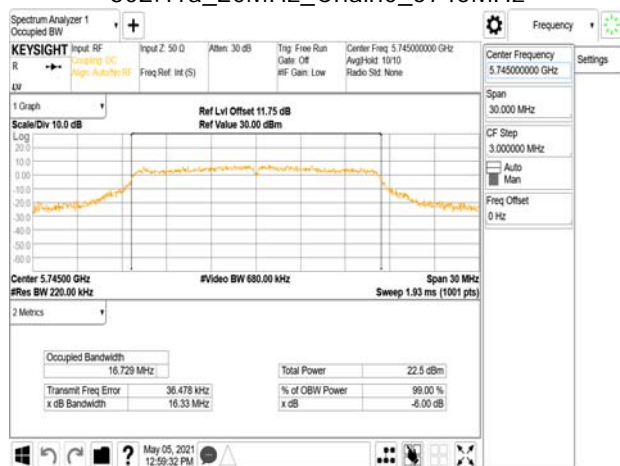 802.11a_20MHz_Chain0_5745MHz
Spectrum Analyzer 1
Occupied BW
+
Frequency
KEYSIGHT
R
LV
Input: RF
Coupling: DC
Align: Auto/No RF
Input Z: 50 Ω
Freq Ref: Int (S)
Atten: 30 dB
Trig: Free Run
Gate: Off
#IF Gain: Low
Center Freq: 5.745000000 GHz
Avg|Hold: 10/10
Radio Std: None
Center Frequency
5.745000000 GHz
Settings
Span
30.000 MHz
CF Step
3.000000 MHz
Auto
Man
Freq Offset
0 Hz
1 Graph
Scale/Div 10.0 dB
Ref Lvl Offset 11.75 dB
Ref Value 30.00 dBm
Log
20.0
10.0
0.00
-10.0
-20.0
-30.0
-40.0
-50.0
-60.0
Center 5.74500 GHz
#Video BW 680.00 kHz
Span 30 MHz
#Res BW 220.00 kHz
Sweep 1.93 ms (1001 pts)
2 Metrics
Occupied Bandwidth
16.729 MHz
Total Power 22.5 dBm
Transmit Freq Error 36.478 kHz
% of OBW Power 99.00 %
x dB Bandwidth 16.33 MHz
x dB -6.00 dB
?
May 05, 2021
12:59:32 PM